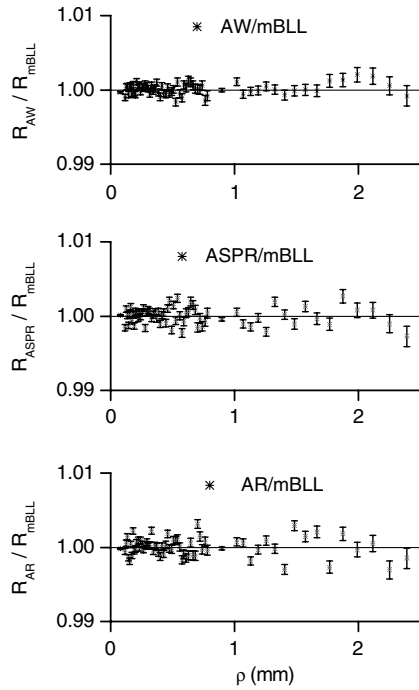 AW/mBLL
R_AW / R_mBLL
1.01
1.00
0.99
0 1 2
ASPR/mBLL
R_ASPR / R_mBLL
1.01
1.00
0.99
0 1 2
AR/mBLL
R_AR / R_mBLL
1.01
1.00
0.99
0 1 2
ρ (mm)